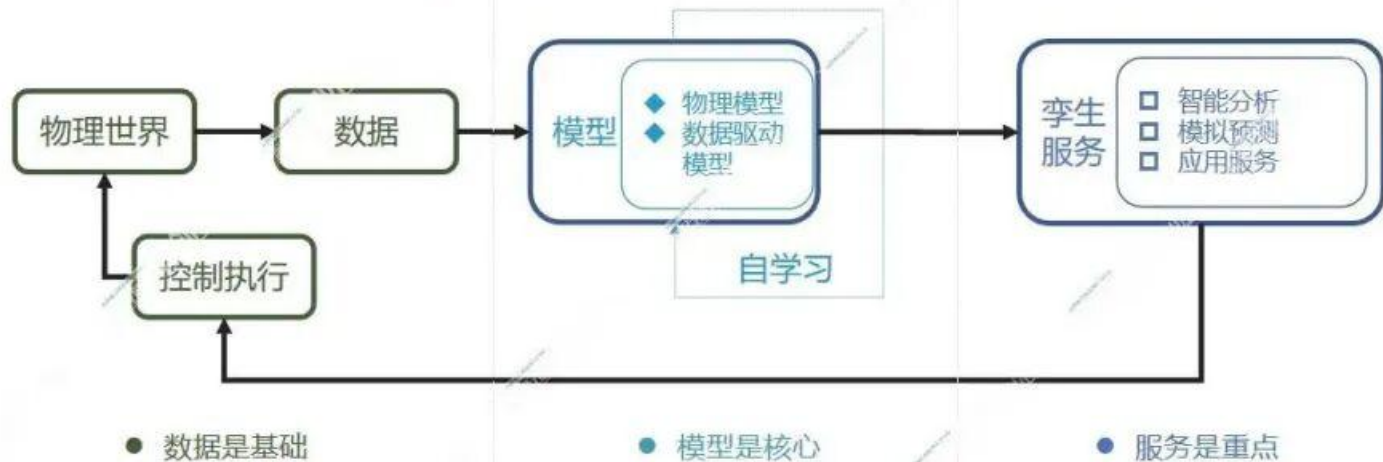 物理世界
数据
模型
◆ 物理模型
◆ 数据驱动
模型
孪生
服务
智能分析
模拟预测
应用服务
控制执行
自学习
● 数据是基础
● 模型是核心
● 服务是重点